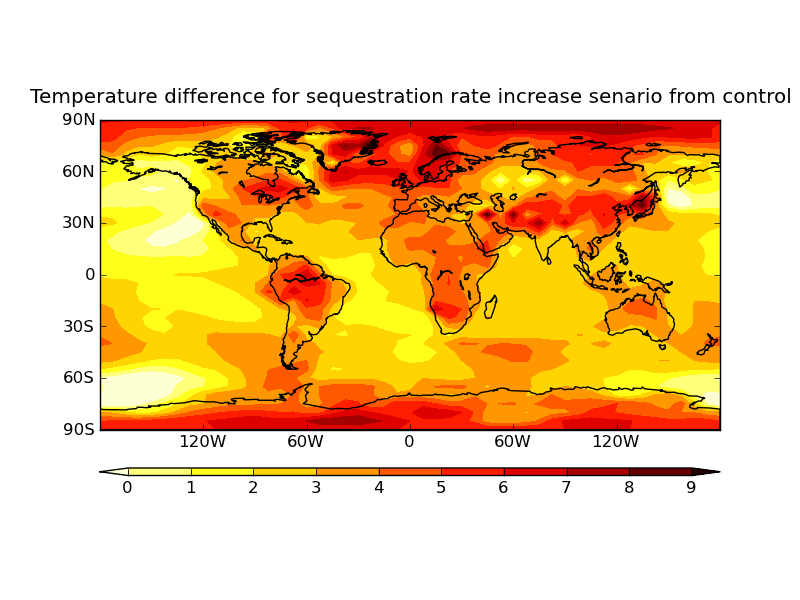 Temperature difference for sequestration rate increase senario from control
90N
60N
30N
0
30S
60S
90S
120W 60W 0 60W 120W
0 1 2 3 4 5 6 7 8 9